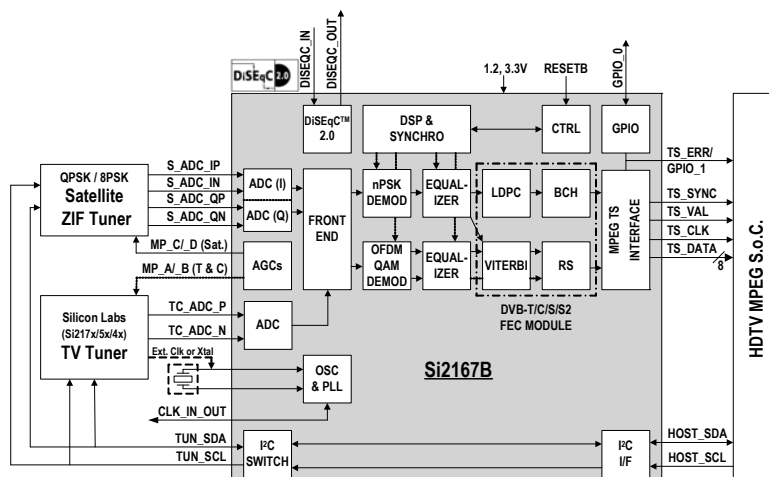 DISEQC_IN
DISEQC_OUT
DiSEqC 2.0
1.2, 3.3V
RESETB
GPIO_0
DiSEqC™
2.0
DSP &
SYNCHRO
CTRL
GPIO
TS_ERR/
GPIO_1
QPSK / 8PSK
Satellite
ZIF Tuner
S_ADC_IP
S_ADC_IN
S_ADC_QP
S_ADC_QN
ADC (I)
ADC (Q)
FRONT
END
nPSK
DEMOD
EQUAL-
IZER
LDPC
BCH
MPEG TS
INTERFACE
TS_SYNC
TS_VAL
TS_CLK
TS_DATA
8
HDTV MPEG S.o.C.
MP_C/_D (Sat.)
AGCs
MP_A/_B (T & C)
OFDM
QAM
DEMOD
EQUAL-
IZER
VITERBI
RS
DVB-T/C/S/S2
FEC MODULE
Silicon Labs
(Si217x/5x/4x)
TV Tuner
TC_ADC_P
TC_ADC_N
ADC
Ext. Clk or Xtal
OSC
& PLL
Si2167B
CLK_IN_OUT
TUN_SDA
TUN_SCL
I²C
SWITCH
I²C
I/F
HOST_SDA
HOST_SCL